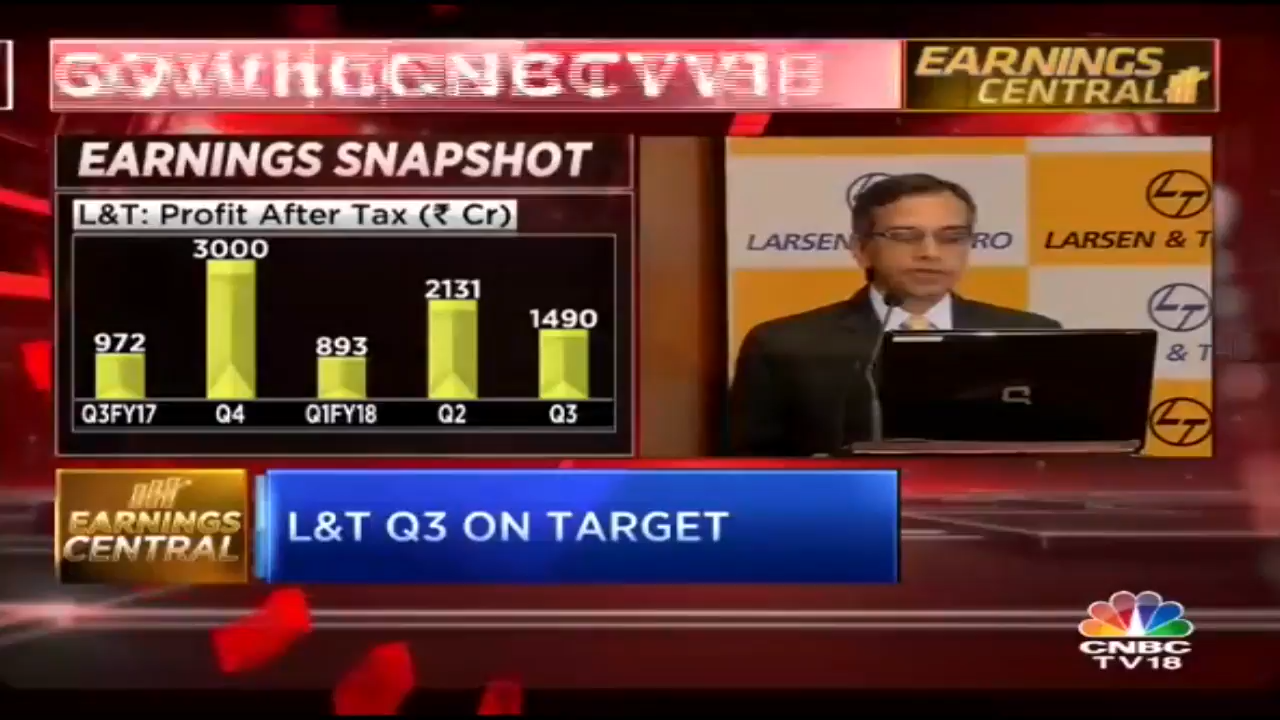 EARNINGS
CENTRAL
EARNINGS SNAPSHOT
L&T: Profit After Tax (₹ Cr)
3000
2131
1490
972
893
Q3FY17 Q4 Q1FY18 Q2 Q3
LARSEN RO LARSEN & T
& T
EARNINGS
CENTRAL
L&T Q3 ON TARGET
CNBC
TV18